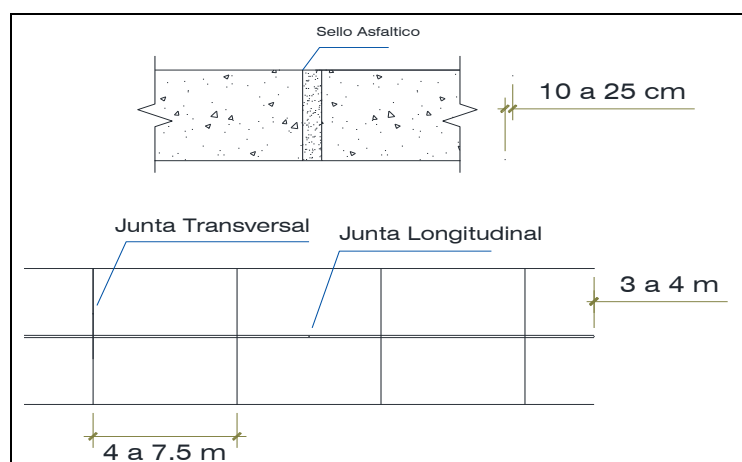 Sello Asfaltico
10 a 25 cm
Junta Transversal
Junta Longitudinal
3 a 4 m
4 a 7.5 m